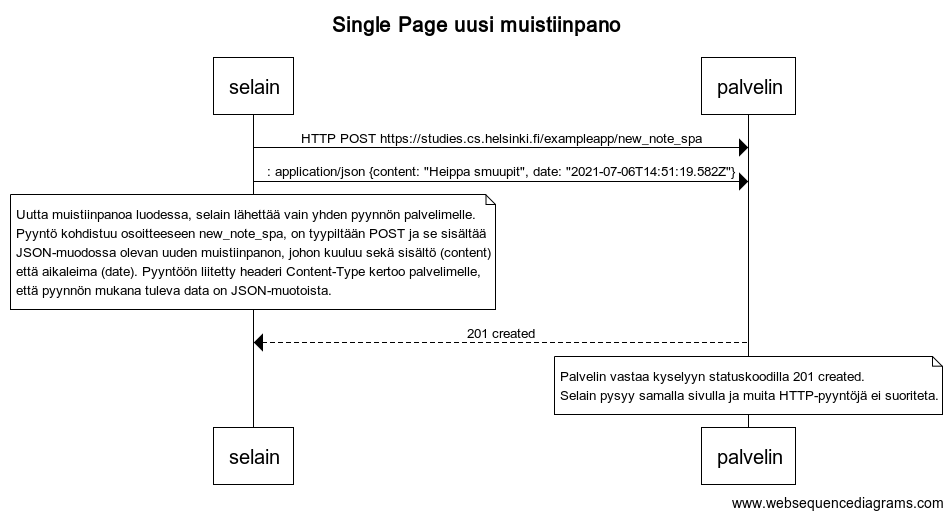 Single Page uusi muistiinpano
selain
palvelin
HTTP POST https://studies.cs.helsinki.fi/exampleapp/new_note_spa
: application/json {content: "Heippa smuupit", date: "2021-07-06T14:51:19.582Z"}
Uutta muistiinpanoa luodessa, selain lähettää vain yhden pyynnön palvelimelle.
Pyyntö kohdistuu osoitteeseen new_note_spa, on tyypiltään POST ja se sisältää
JSON-muodossa olevan uuden muistiinpanon, johon kuuluu sekä sisältö (content)
että aikaleima (date). Pyyntöön liitetty headeri Content-Type kertoo palvelimelle,
että pyynnön mukana tuleva data on JSON-muotoista.
201 created
Palvelin vastaa kyselyyn statuskoodilla 201 created.
Selain pysyy samalla sivulla ja muita HTTP-pyyntöjä ei suoriteta.
selain
palvelin
www.websequencediagrams.com